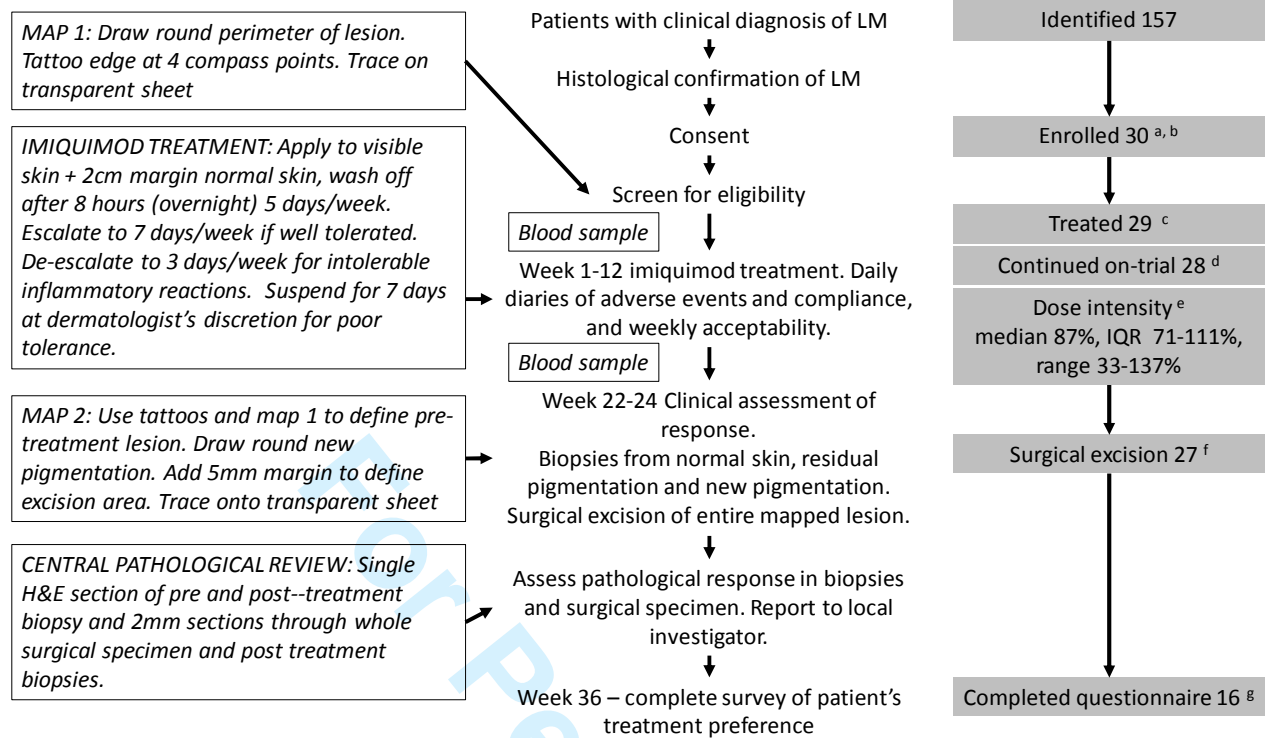 MAP 1: Draw round perimeter of lesion.
Tattoo edge at 4 compass points. Trace on
transparent sheet
IMIQUIMOD TREATMENT: Apply to visible
skin + 2cm margin normal skin, wash off
after 8 hours (overnight) 5 days/week.
Escalate to 7 days/week if well tolerated.
De-escalate to 3 days/week for intolerable
inflammatory reactions. Suspend for 7 days
at dermatologist's discretion for poor
tolerance.
MAP 2: Use tattoos and map 1 to define pre-
treatment lesion. Draw round new
pigmentation. Add 5mm margin to define
excision area. Trace onto transparent sheet
CENTRAL PATHOLOGICAL REVIEW: Single
H&E section of pre and post--treatment
biopsy and 2mm sections through whole
surgical specimen and post treatment
biopsies.
Patients with clinical diagnosis of LM
Histological confirmation of LM
Consent
Screen for eligibility
Blood sample
Week 1-12 imiquimod treatment. Daily
diaries of adverse events and compliance,
and weekly acceptability.
Blood sample
Week 22-24 Clinical assessment of
response.
Biopsies from normal skin, residual
pigmentation and new pigmentation.
Surgical excision of entire mapped lesion.
Assess pathological response in biopsies
and surgical specimen. Report to local
investigator.
Week 36 – complete survey of patient's
treatment preference
Identified 157
Enrolled 30 a, b
Treated 29 c
Continued on-trial 28 d
Dose intensity e
median 87%, IQR 71-111%,
range 33-137%
Surgical excision 27 f
Completed questionnaire 16 g
For Pe